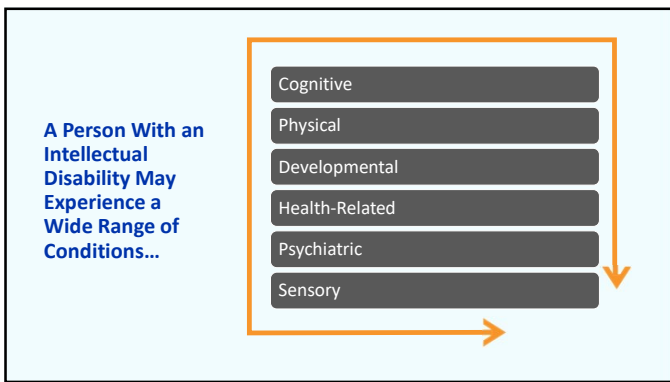 A Person With an
Intellectual
Disability May
Experience a
Wide Range of
Conditions…
Cognitive
Physical
Developmental
Health-Related
Psychiatric
Sensory